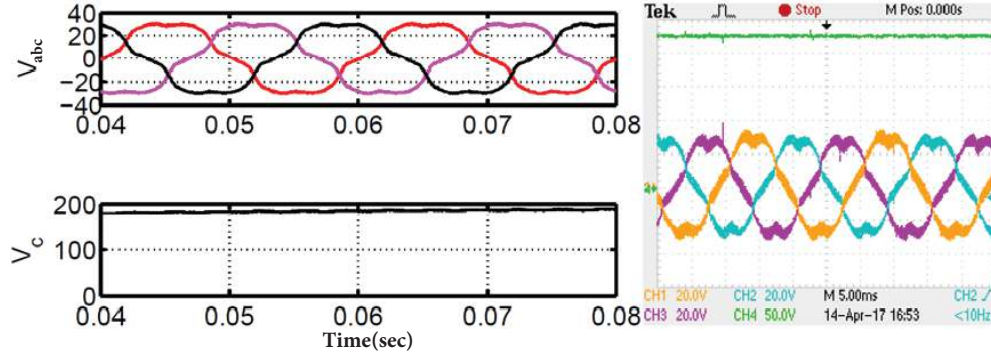 40
20
0
−20
−40
V_abc
0.04 0.05 0.06 0.07 0.08
200
100
0
V_c
0.04 0.05 0.06 0.07 0.08
Time(sec)
Tek Stop M Pos: 0.000s
CH1 20.0V CH2 20.0V M 5.00ms CH2
CH3 20.0V CH4 50.0V 14-Apr-17 16:53 <10Hz